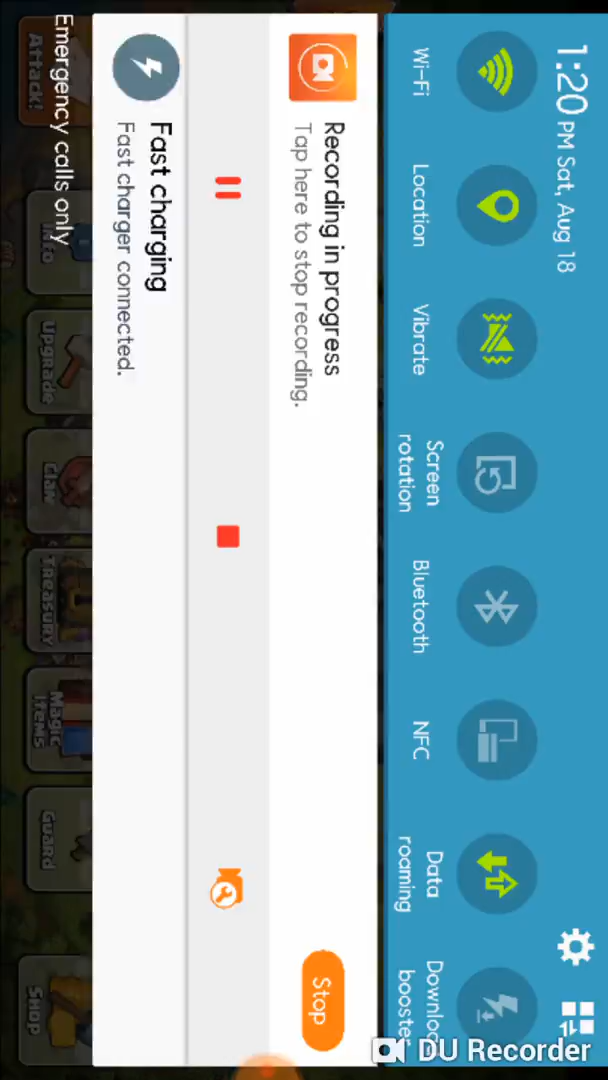 1:20 PM Sat, Aug 18
Wi-Fi
Location
Vibrate
Screen
rotation
Bluetooth
NFC
Data
roaming
Downloa
booster
Recording in progress
Tap here to stop recording.
Stop
Fast charging
Fast charger connected.
Emergency calls only
Attack!
Info
Upgrade
Clan
Treasury
Magic
Items
Guard
Shop
DU Recorder